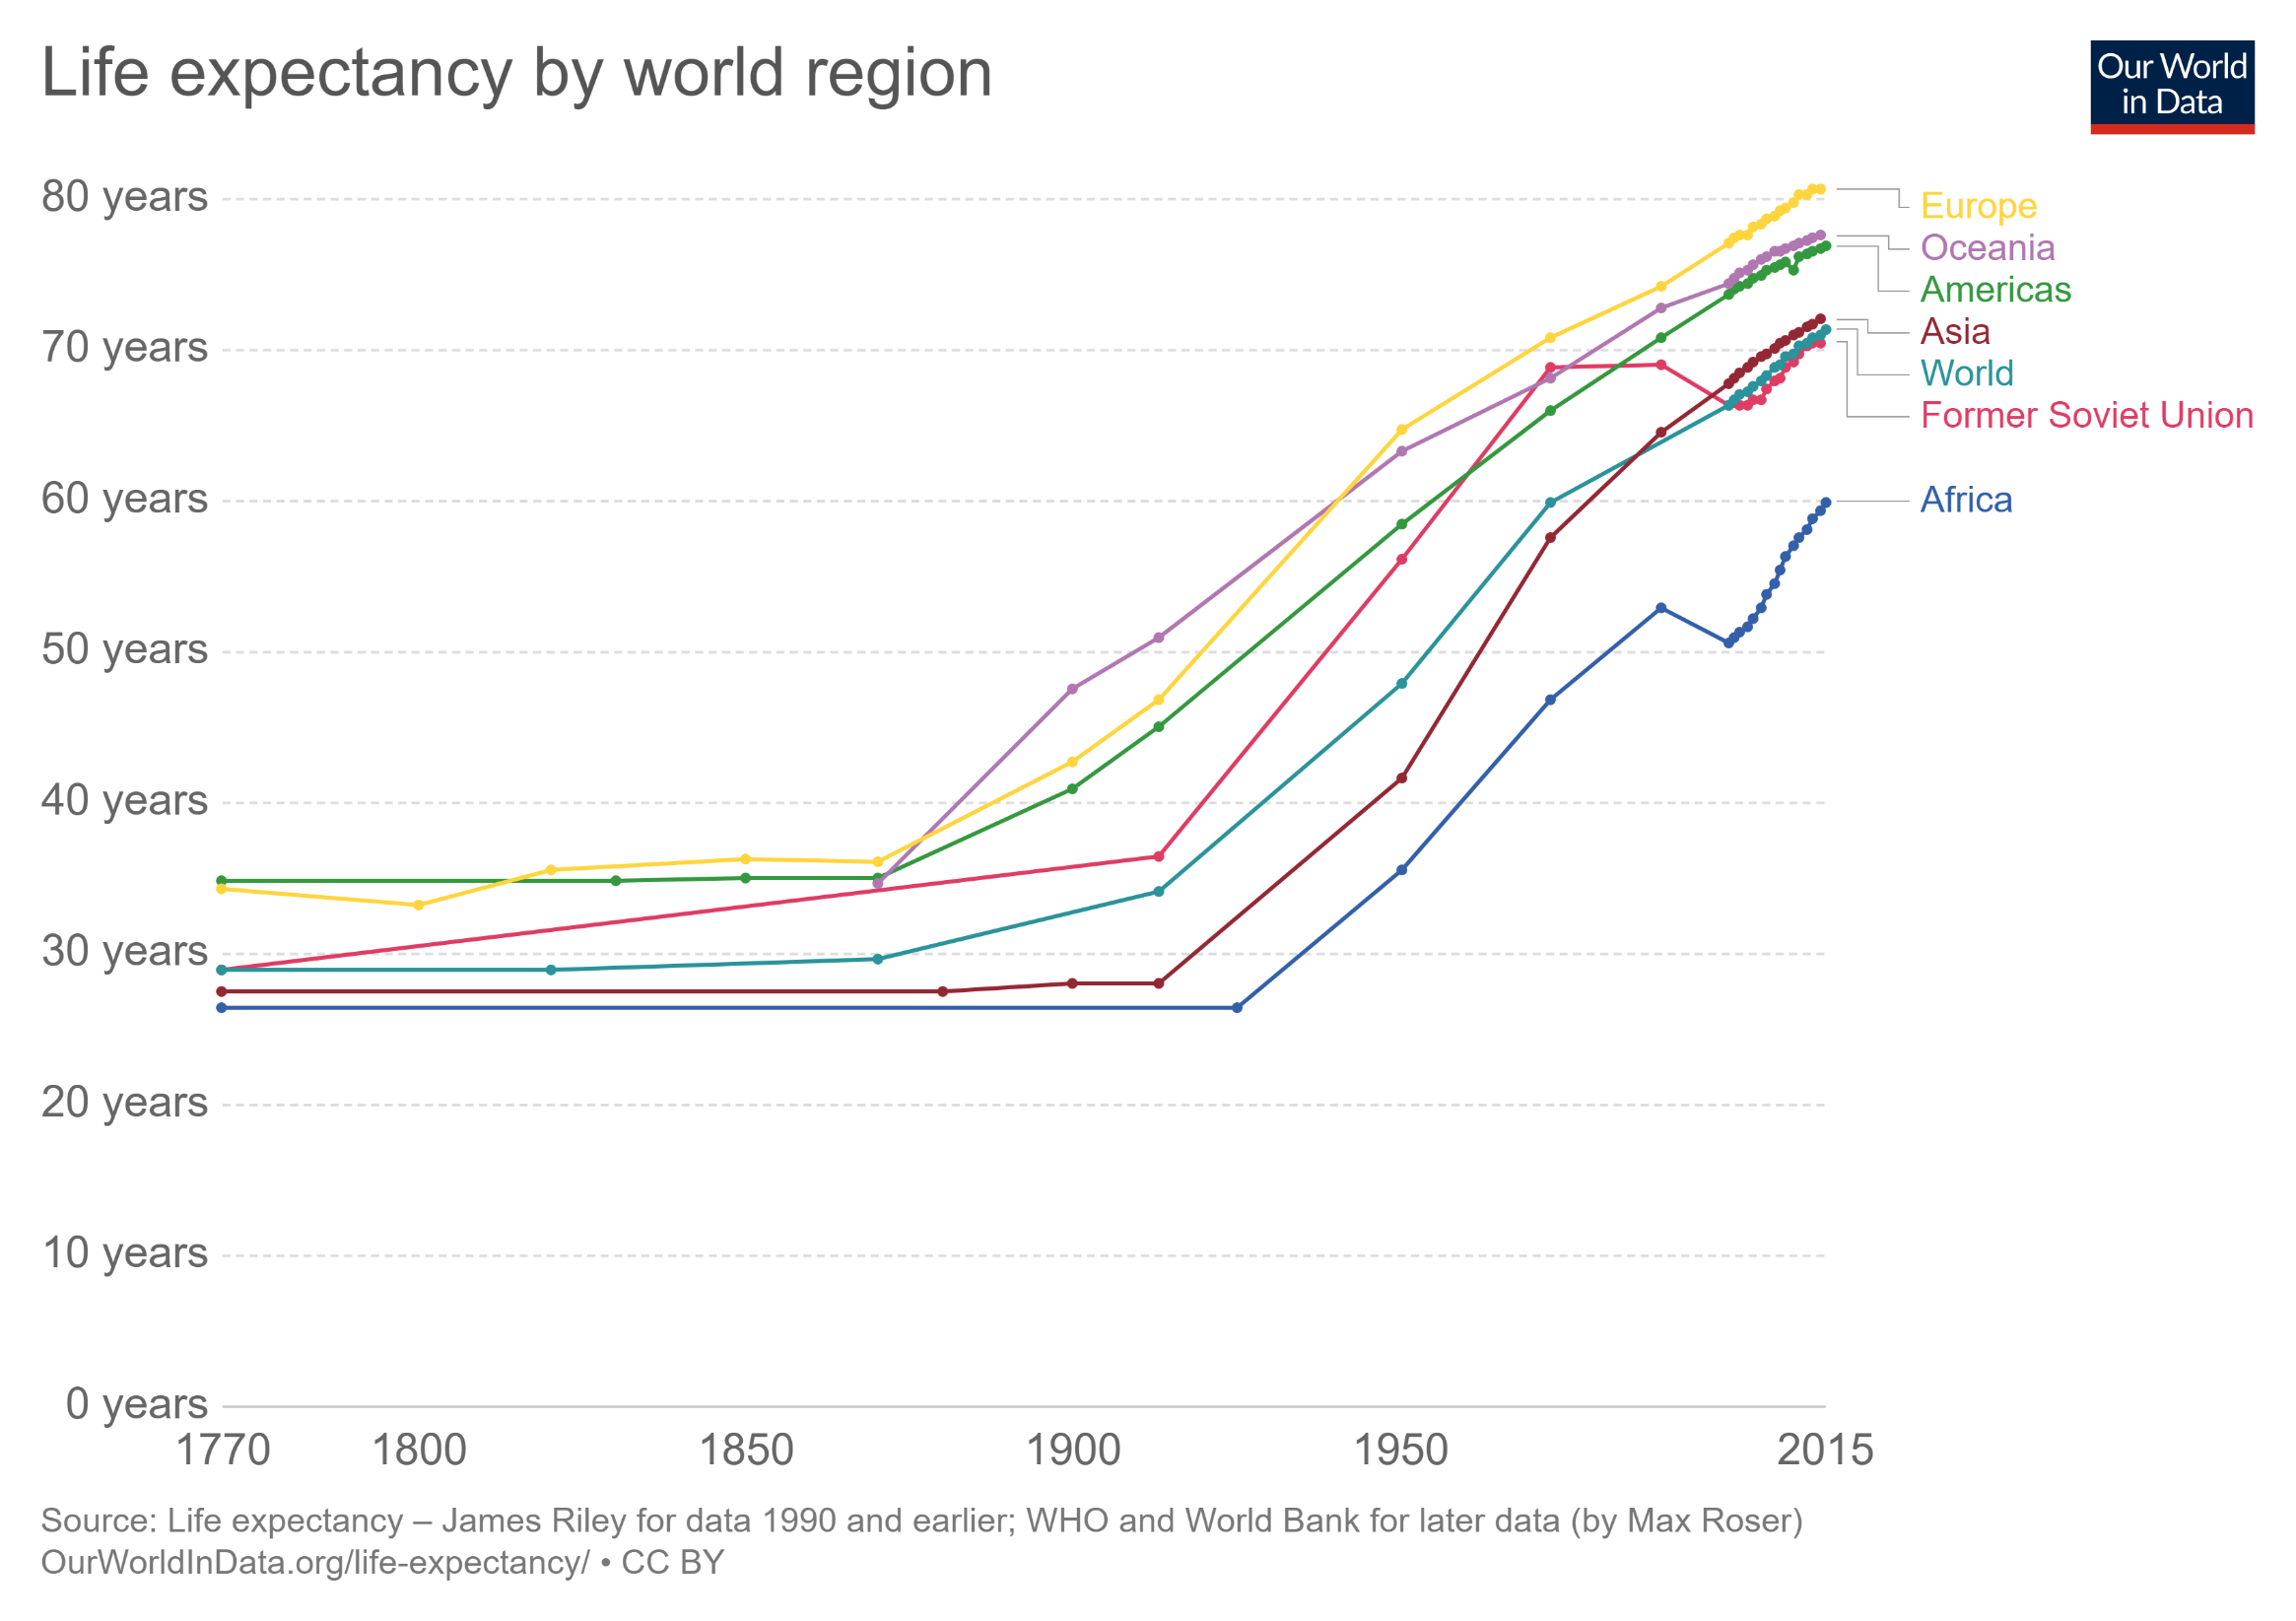 Life expectancy by world region
Our World
in Data
80 years
70 years
60 years
50 years
40 years
30 years
20 years
10 years
0 years
1770 1800 1850 1900 1950 2015
Europe
Oceania
Americas
Asia
World
Former Soviet Union
Africa
Source: Life expectancy – James Riley for data 1990 and earlier; WHO and World Bank for later data (by Max Roser)
OurWorldInData.org/life-expectancy/ • CC BY